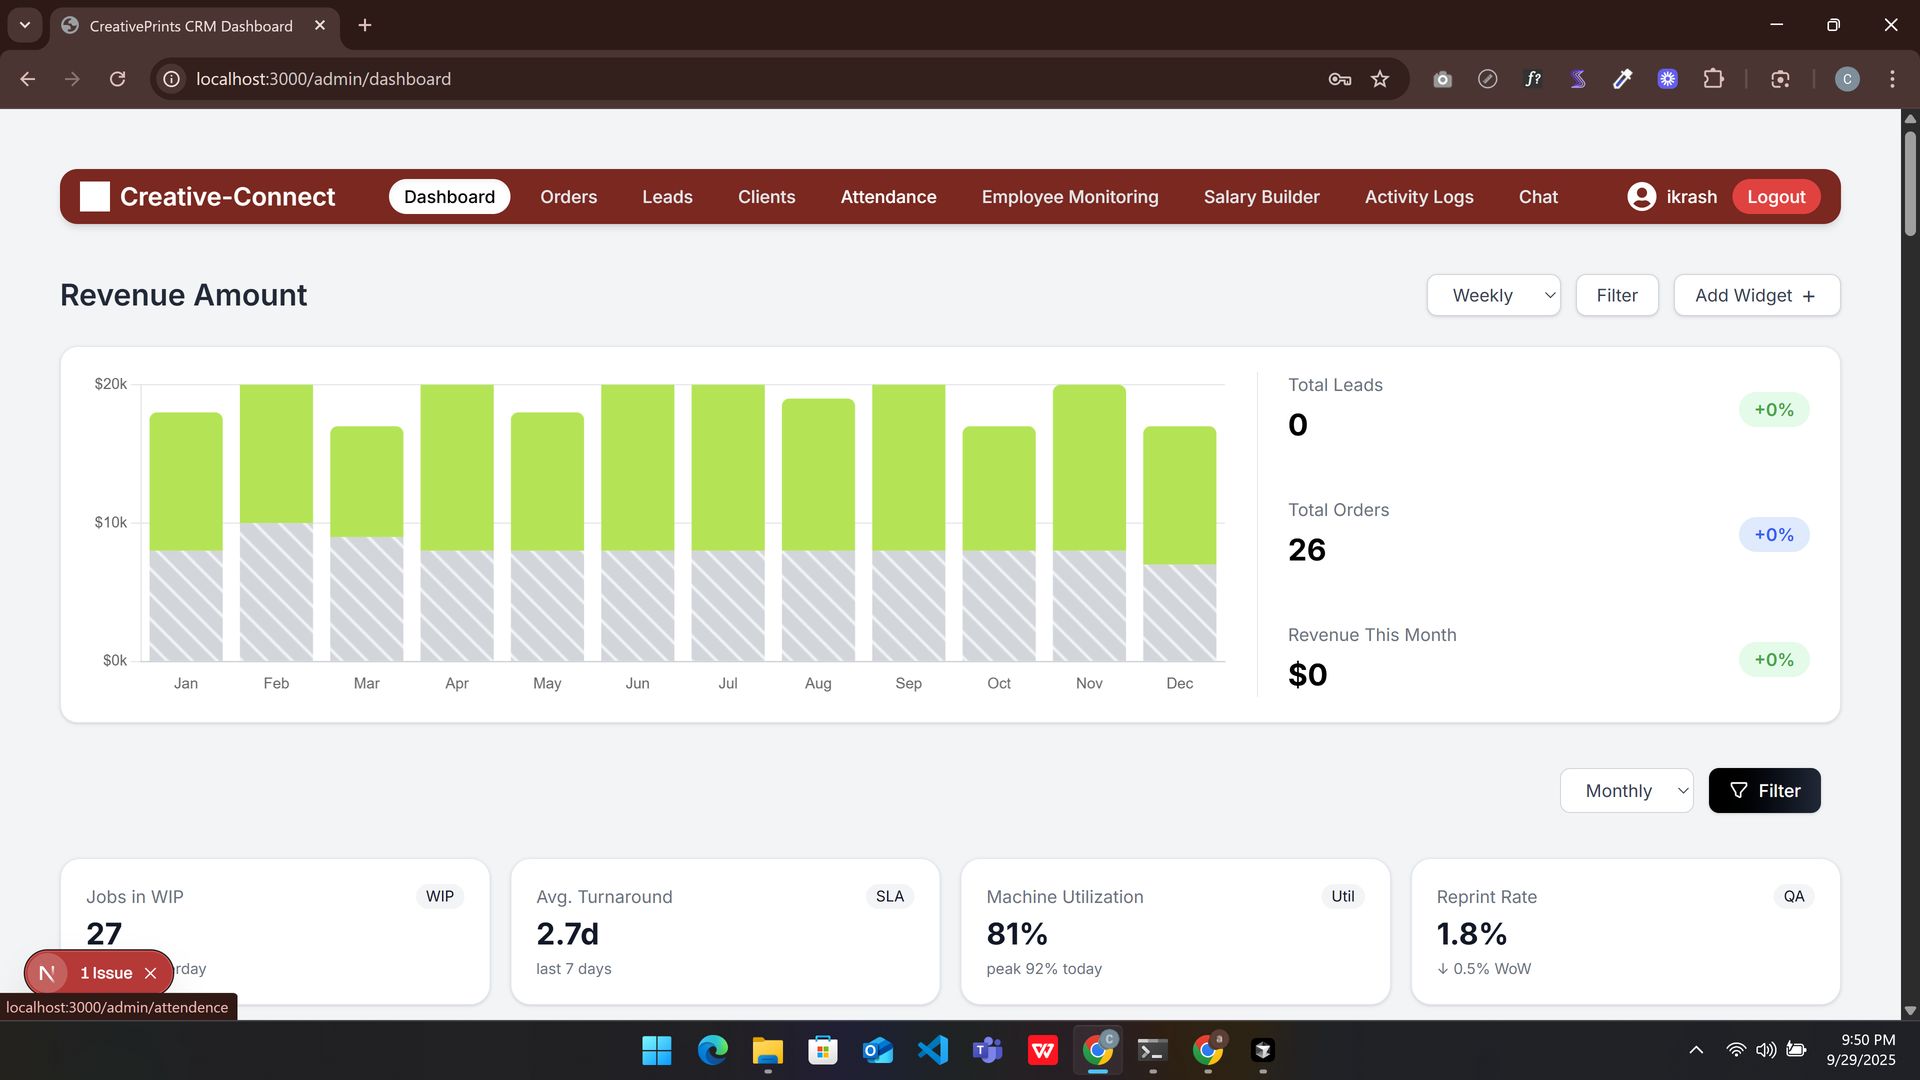 CreativePrints CRM Dashboard
localhost:3000/admin/dashboard
f?
C
Creative-Connect
Dashboard
Orders
Leads
Clients
Attendance
Employee Monitoring
Salary Builder
Activity Logs
Chat
ikrash
Logout
Revenue Amount
Weekly
Filter
Add Widget +
$20k
$10k
$0k
Jan
Feb
Mar
Apr
May
Jun
Jul
Aug
Sep
Oct
Nov
Dec
Total Leads
0
+0%
Total Orders
26
+0%
Revenue This Month
$0
+0%
Monthly
Filter
Jobs in WIP
WIP
27
rday
Avg. Turnaround
SLA
2.7d
last 7 days
Machine Utilization
Util
81%
peak 92% today
Reprint Rate
QA
1.8%
↓ 0.5% WoW
N
1 Issue
localhost:3000/admin/attendence
C
a
9:50 PM
9/29/2025